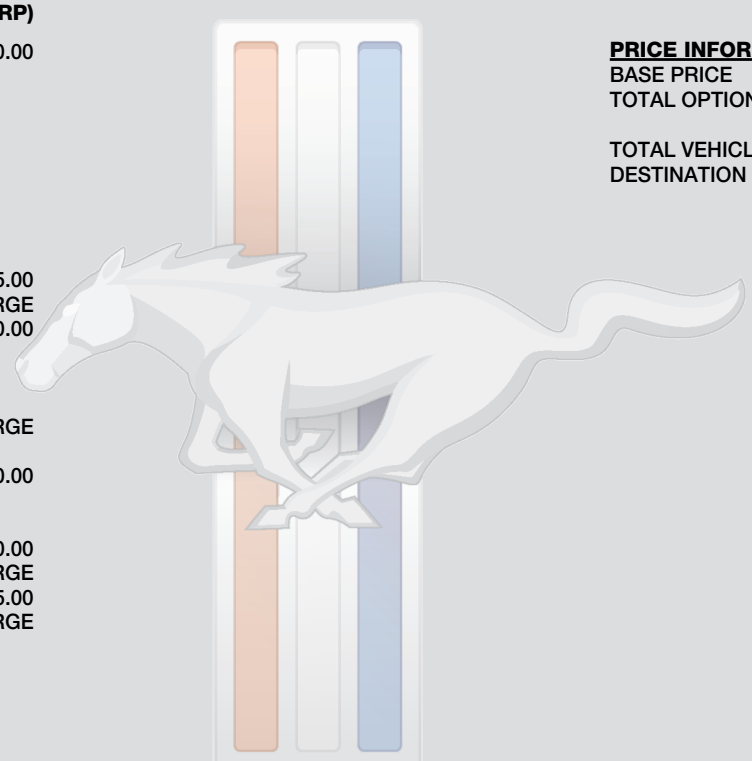 RP)
0.00
5.00
RGE
0.00
RGE
0.00
0.00
RGE
5.00
RGE
PRICE INFOR
BASE PRICE
TOTAL OPTION
TOTAL VEHICL
DESTINATION